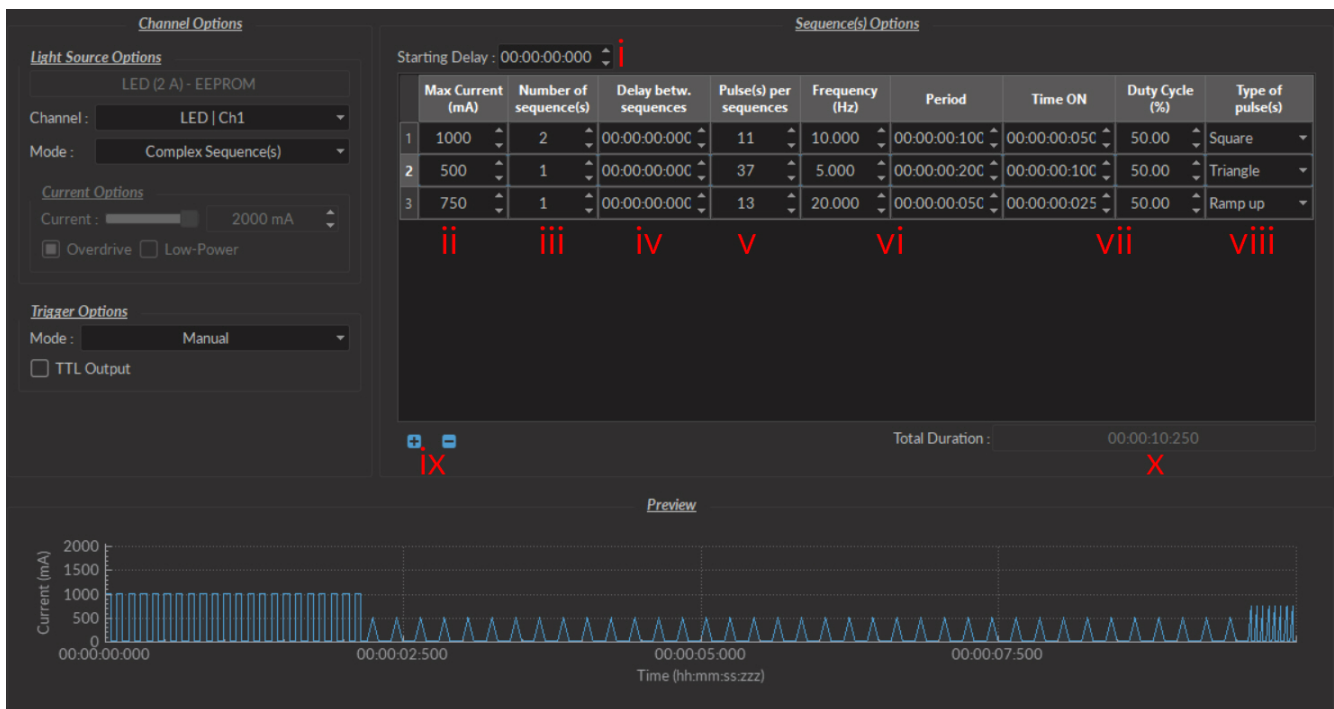 Channel Options
Light Source Options
LED (2 A) - EEPROM
Channel : LED | Ch1
Mode : Complex Sequence(s)
Current Options
Current : 2000 mA
Overdrive Low-Power
Trigger Options
Mode : Manual
TTL Output
Sequence(s) Options
Starting Delay : 00:00:00:000 i
Max Current (mA) Number of sequence(s) Delay betw. sequences Pulse(s) per sequences Frequency (Hz) Period Time ON Duty Cycle (%) Type of pulse(s)
1 1000 2 00:00:00:000 11 10.000 00:00:00:100 00:00:00:050 50.00 Square
2 500 1 00:00:00:000 37 5.000 00:00:00:200 00:00:00:100 50.00 Triangle
3 750 1 00:00:00:000 13 20.000 00:00:00:050 00:00:00:025 50.00 Ramp up
ii iii iv v vi vii viii
Total Duration : 00:00:10:250
ix x
Preview
Current (mA)
2000
1500
1000
500
0
00:00:00:000 00:00:02:500 00:00:05:000 00:00:07:500
Time (hh:mm:ss:zzz)